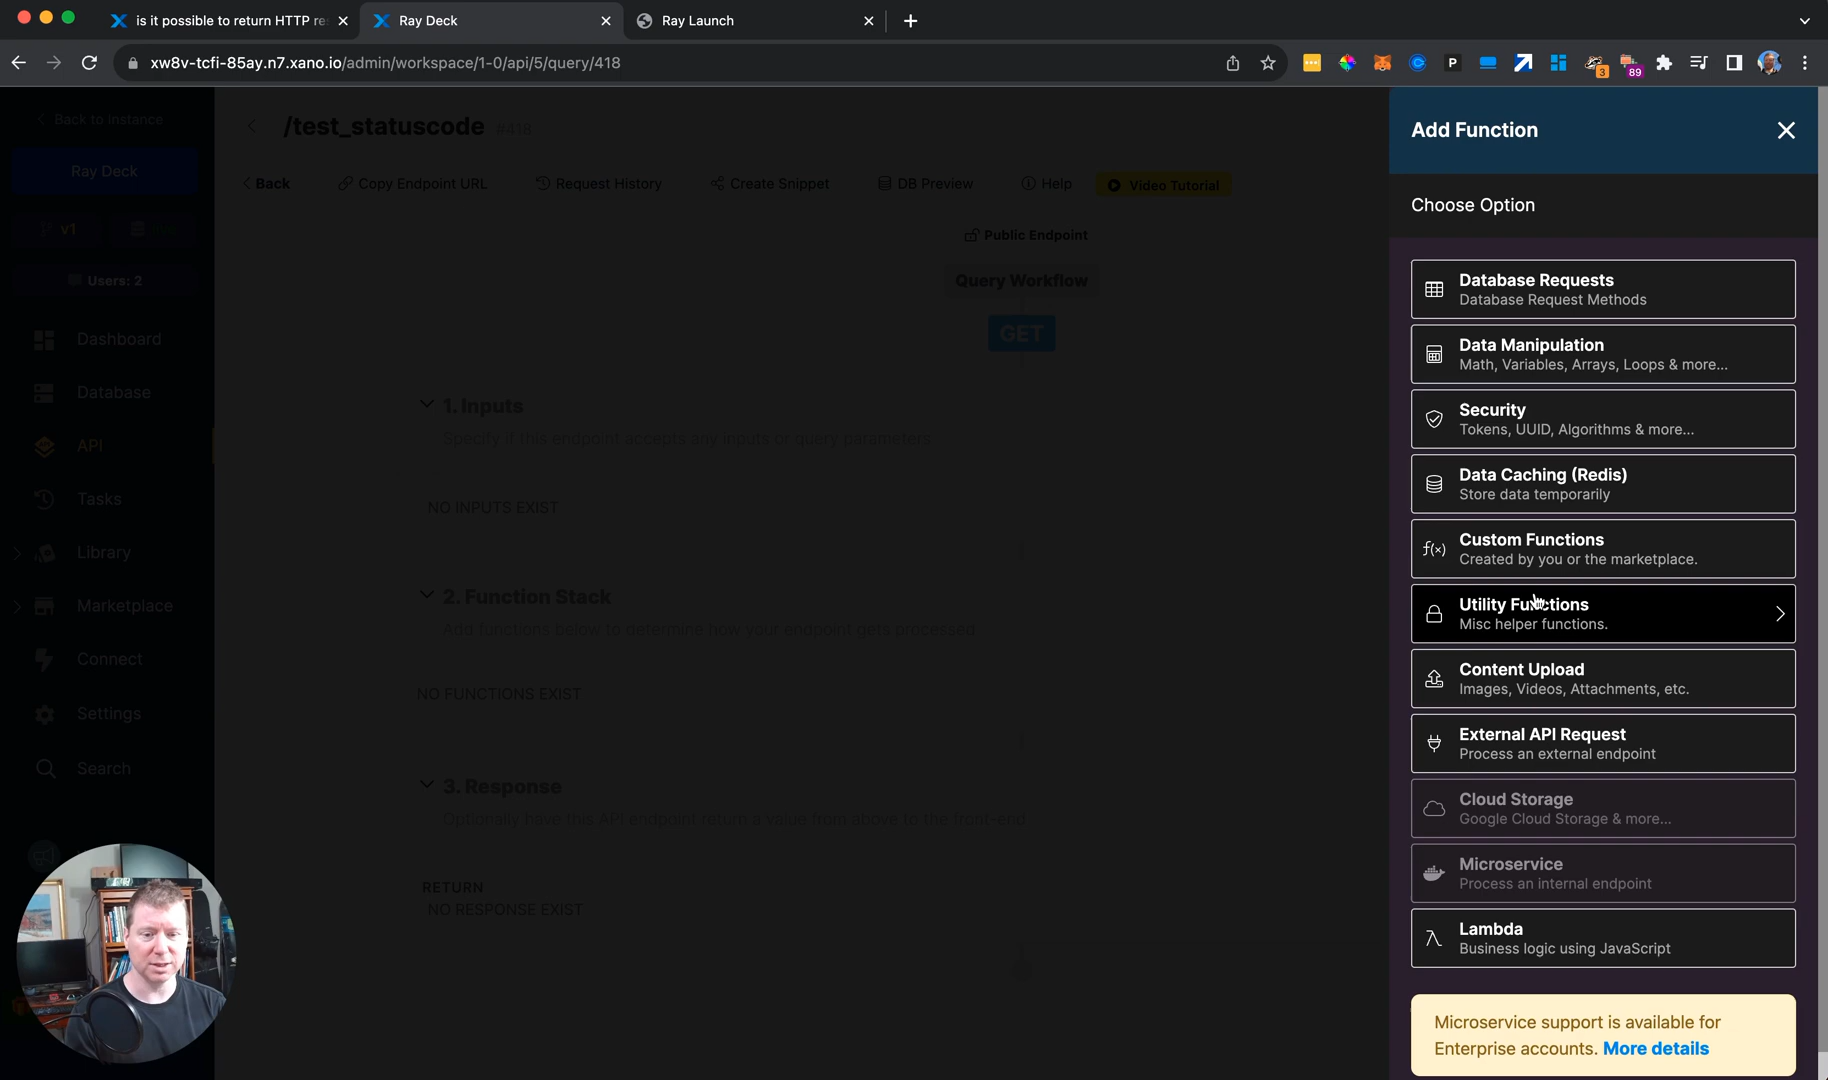 is it possible to return HTTP re
Ray Deck
Ray Launch
xw8v-tcfi-85ay.n7.xano.io/admin/workspace/1-0/api/5/query/418
P
3
89
Back to instance
/test_statuscode #418
Add Function
Ray Deck
Back
Copy Endpoint URL
Request History
Create Snippet
DB Preview
Help
Video Tutorial
Choose Option
v1
live
Public Endpoint
Users: 2
Query Workflow
GET
Database Requests
Database Request Methods
Dashboard
Data Manipulation
Math, Variables, Arrays, Loops & more...
Database
1. Inputs
Specify if this endpoint accepts any inputs or query parameters
Security
Tokens, UUID, Algorithms & more...
API
Data Caching (Redis)
Store data temporarily
Tasks
NO INPUTS EXIST
Custom Functions
Created by you or the marketplace.
f(x)
Library
2. Function Stack
Add functions below to determine how your endpoint gets processed
Utility Functions
Misc helper functions.
Marketplace
Connect
Content Upload
Images, Videos, Attachments, etc.
NO FUNCTIONS EXIST
Settings
External API Request
Process an external endpoint
Search
3. Response
Optionally have this API endpoint return a value from above to the front-end
Cloud Storage
Google Cloud Storage & more...
RETURN
NO RESPONSE EXIST
Microservice
Process an internal endpoint
λ
Lambda
Business logic using JavaScript
Microservice support is available for
Enterprise accounts. More details